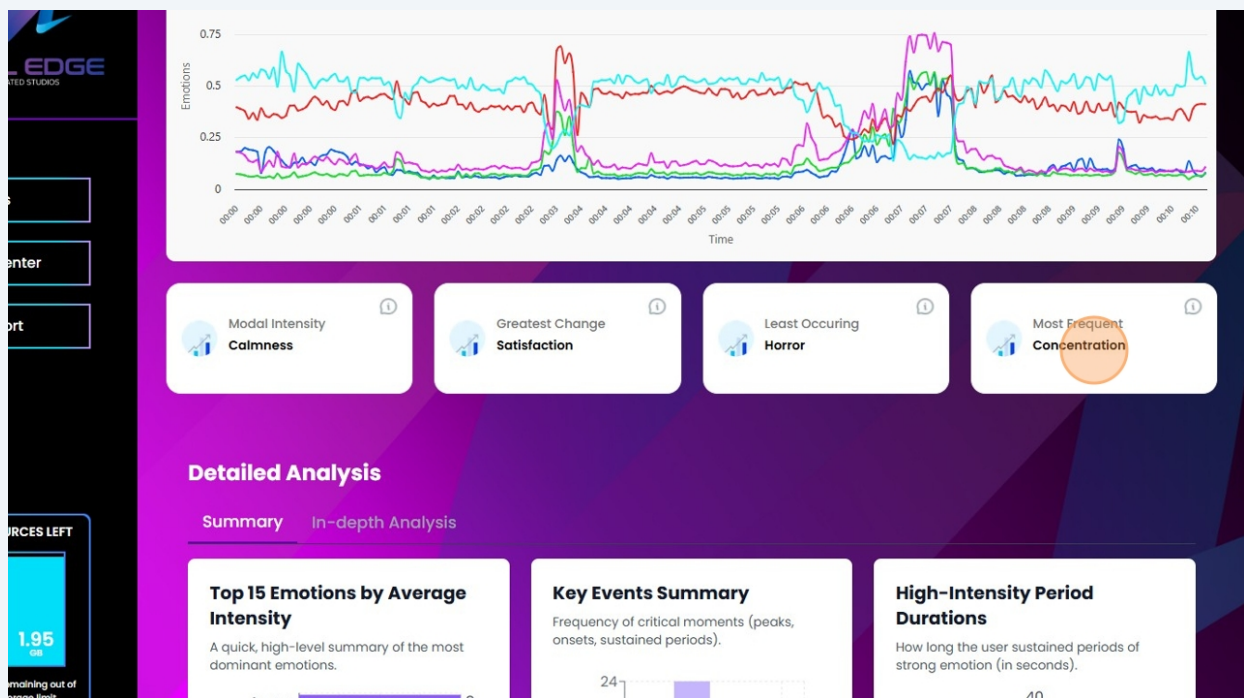 EDGE
ATED STUDIOS
0.75
0.5
0.25
0
Emotions
00:00 00:00 00:00 00:00 00:00 00:01 00:01 00:01 00:01 00:02 00:02 00:02 00:02 00:03 00:04 00:04 00:04 00:04 00:04 00:05 00:05 00:05 00:05 00:06 00:06 00:06 00:06 00:07 00:07 00:07 00:08 00:08 00:08 00:08 00:09 00:09 00:09 00:09 00:10 00:10
Time
s
enter
ort
Modal Intensity
Calmness
Greatest Change
Satisfaction
Least Occuring
Horror
Most Frequent
Concentration
Detailed Analysis
Summary In-depth Analysis
URCES LEFT
1.95
GB
emaining out of
Top 15 Emotions by Average
Intensity
A quick, high-level summary of the most
dominant emotions.
Key Events Summary
Frequency of critical moments (peaks,
onsets, sustained periods).
24
High-Intensity Period
Durations
How long the user sustained periods of
strong emotion (in seconds).
40